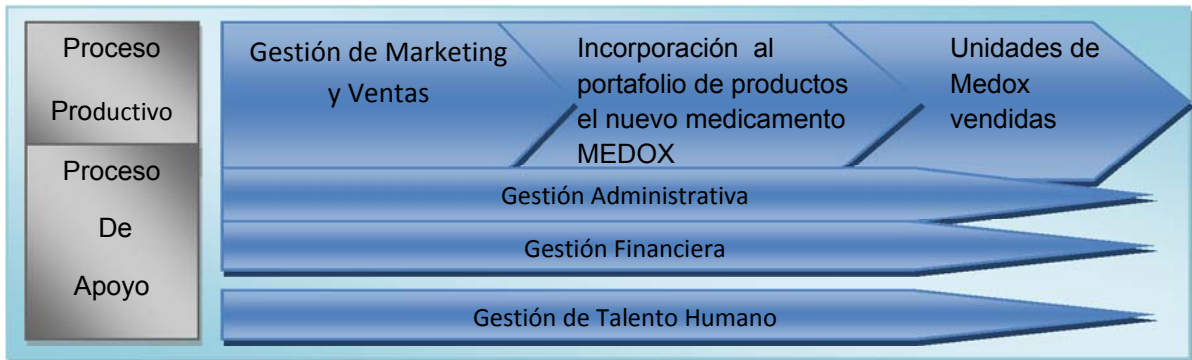 Proceso
Productivo
Gestión de Marketing
y Ventas
Incorporación al
portafolio de productos
el nuevo medicamento
MEDOX
Unidades de
Medox
vendidas
Proceso
De
Apoyo
Gestión Administrativa
Gestión Financiera
Gestión de Talento Humano